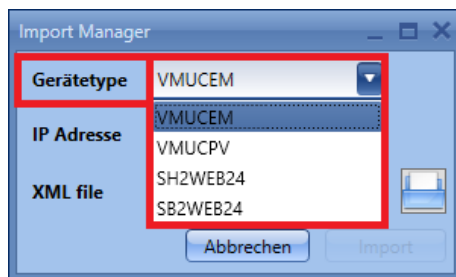 Import Manager
Gerätetype VMUCEM
VMUCEM
IP Adresse
VMUCPV
SH2WEB24
XML file
SB2WEB24
Abbrechen Import